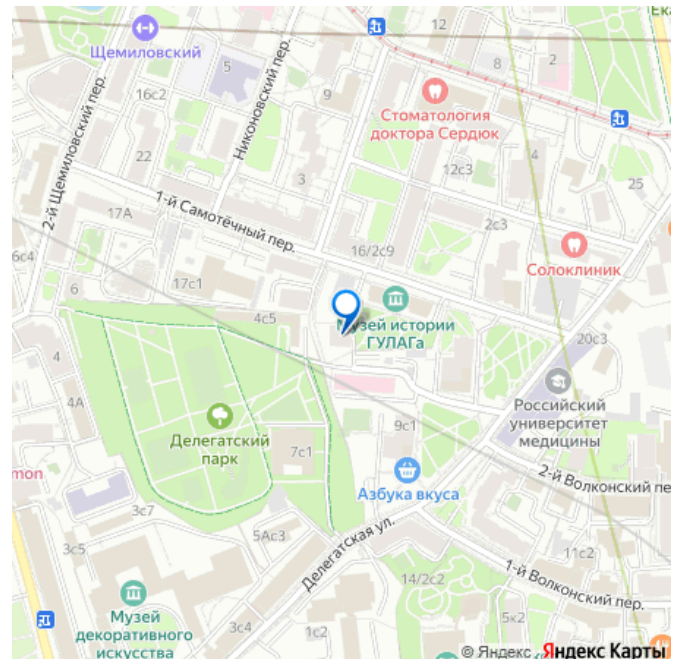 Ека
12
Щемиловский
8
2
5
9
16с2
Никоновский пер.
Стоматология
доктора Сердюк
2-й Щемиловский пер.
22
3
12с3
4
25
1-й Самотёчный пер.
17А
2с3
16/2с9
Солоклиник
6с4
17с1
6
Музей истории
ГУЛАГа
4с5
20с3
4
Российский
университет
медицины
4А
Делегатский
парк
9с1
7с1
2-й Волконский пе
mon
Азбука вкуса
3с7
5Ас3
Делегатская ул.
3с5
11с2
1-й Волконский пер.
14/2с2
Музей
декоративного
искусства
5к2
3с4
1с2
© Яндекс Яндекс Карты